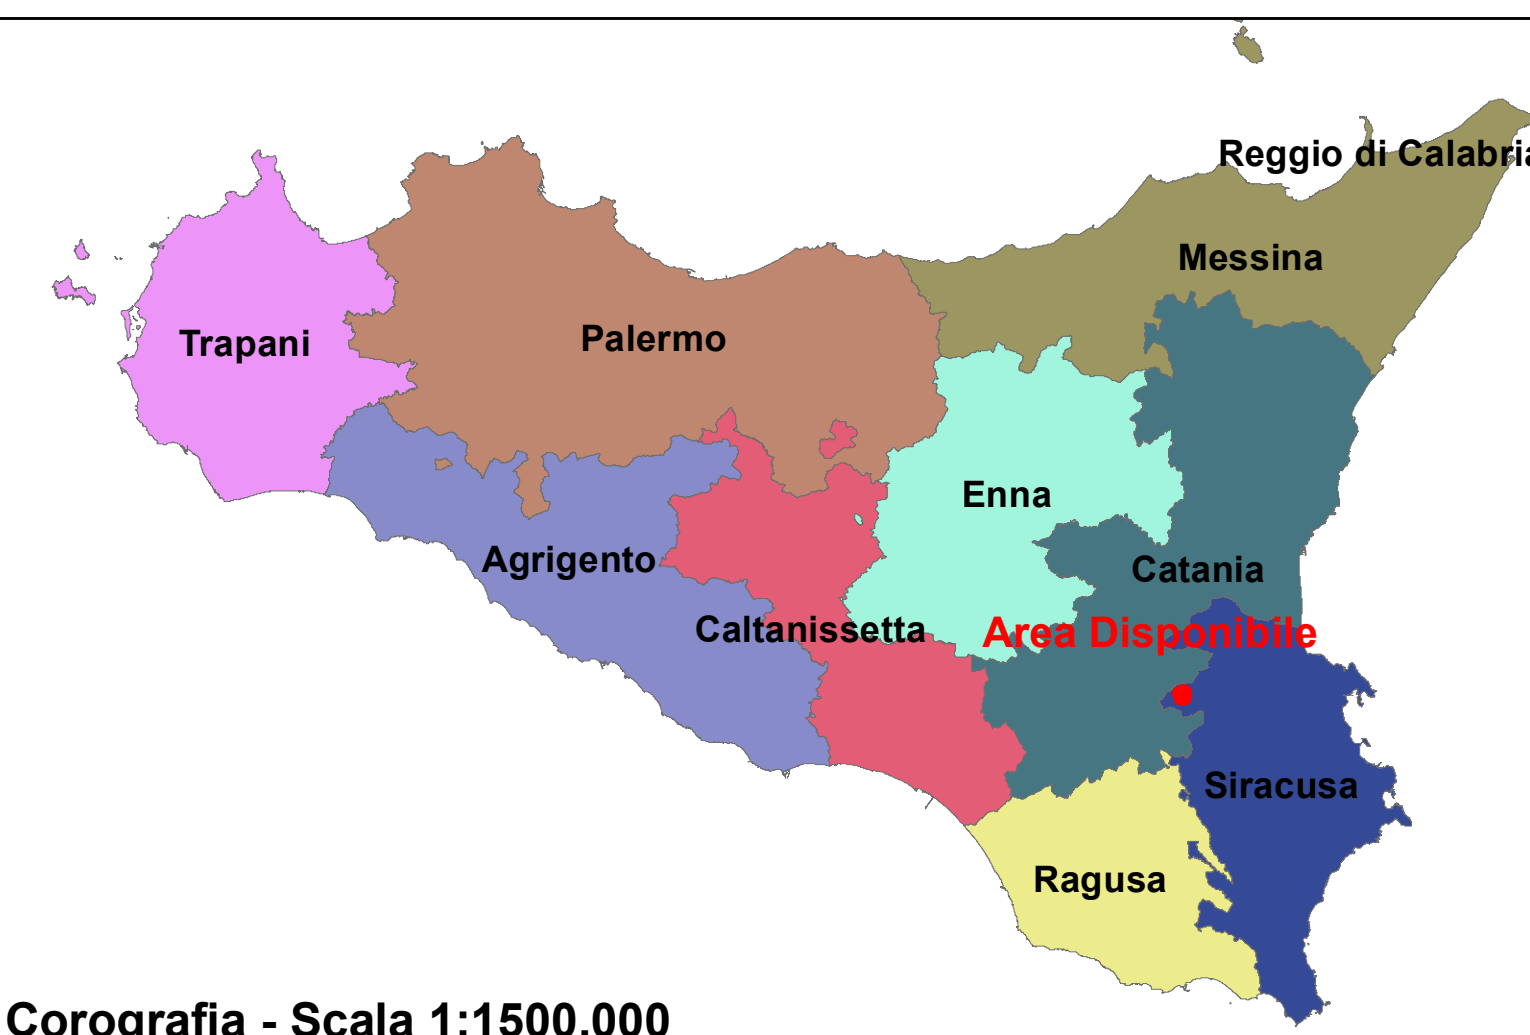 Reggio di Calabria
Messina
Trapani
Palermo
Enna
Agrigento
Catania
Caltanissetta
Area Disponibile
Siracusa
Ragusa
Corografia - Scala 1:1500.000